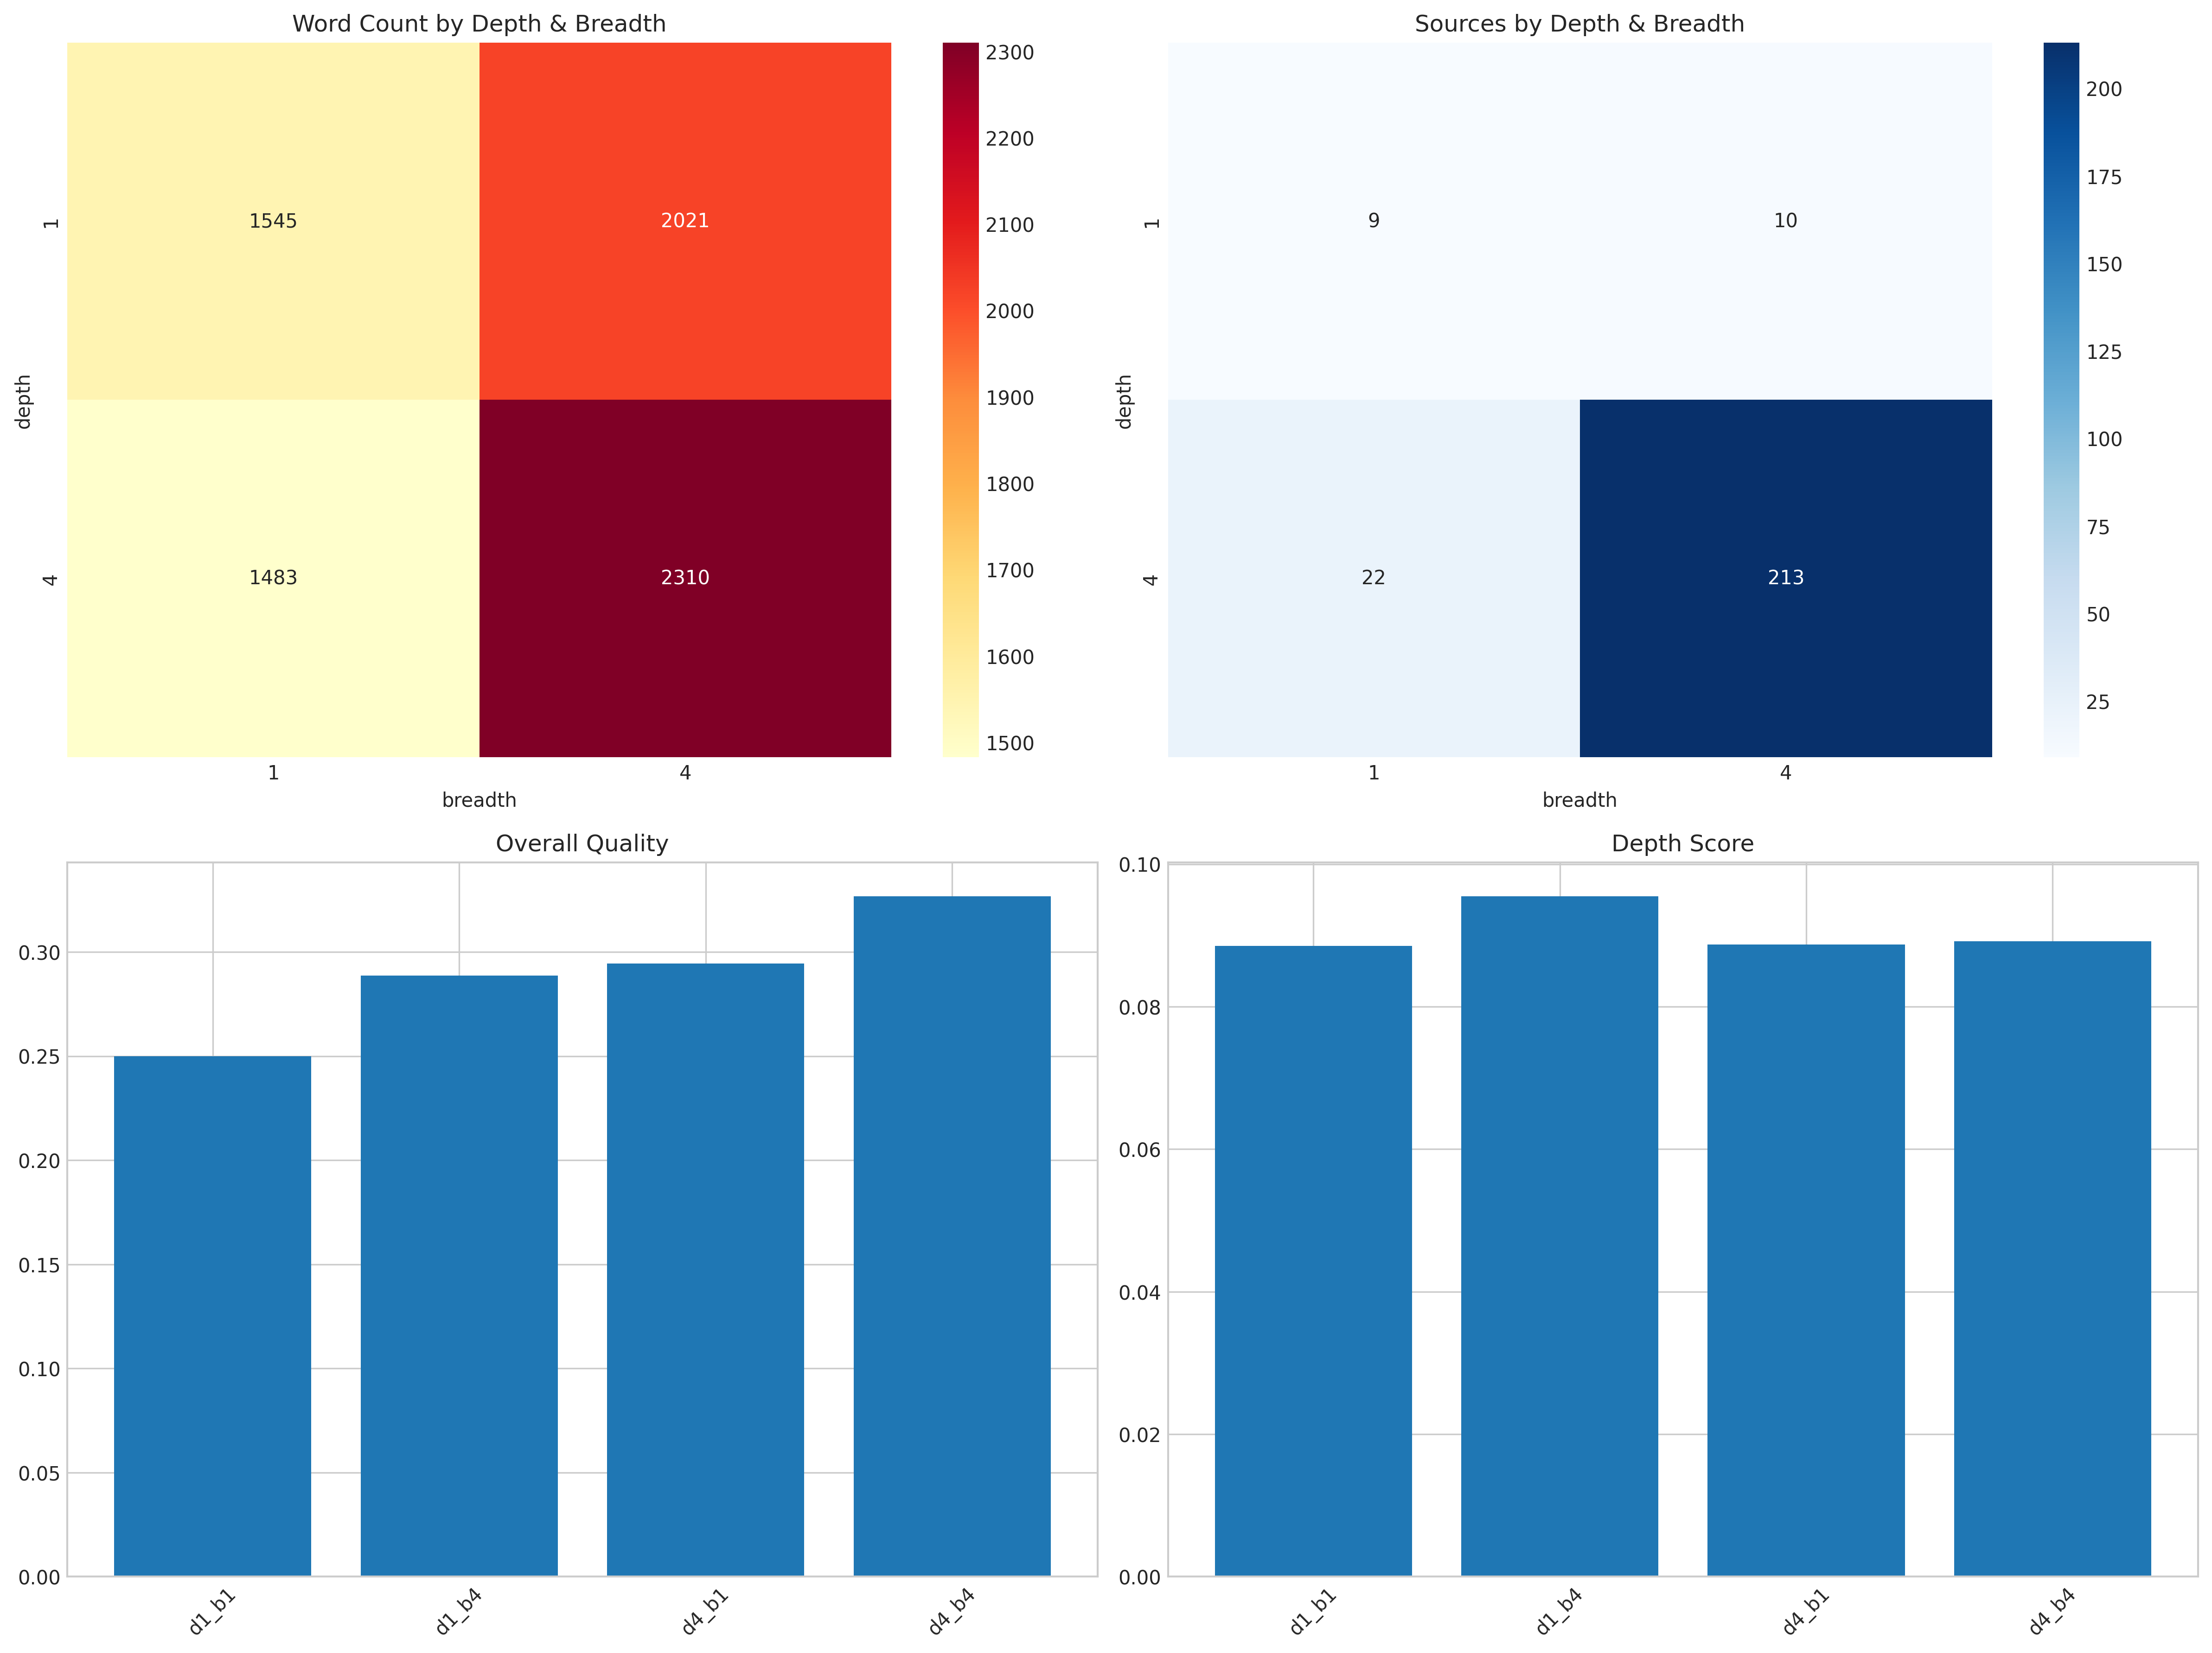 Word Count by Depth & Breadth
1545
2021
1483
2310
1
4
depth
1
4
breadth
2300
2200
2100
2000
1900
1800
1700
1600
1500
Sources by Depth & Breadth
9
10
22
213
1
4
depth
1
4
breadth
200
175
150
125
100
75
50
25
Overall Quality
0.30
0.25
0.20
0.15
0.10
0.05
0.00
d1_b1
d1_b4
d4_b1
d4_b4
Depth Score
0.10
0.08
0.06
0.04
0.02
0.00
d1_b1
d1_b4
d4_b1
d4_b4